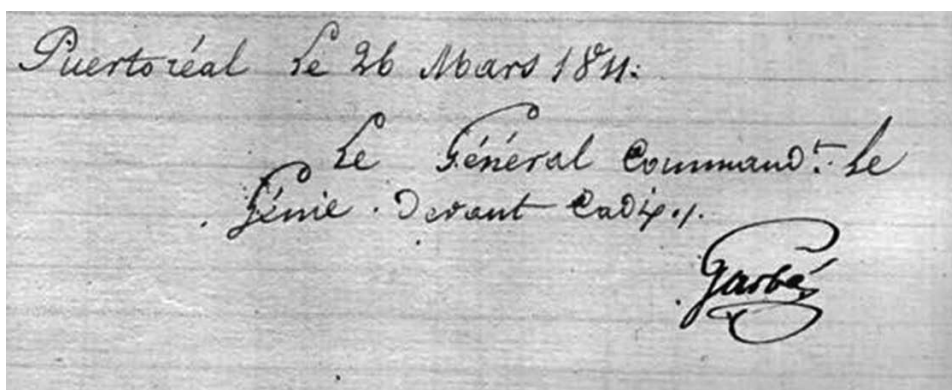 Puertoréal Le 26 Mars 1811.
Le Général Command.t Le
Génie Devant Cadix./.
Garbé